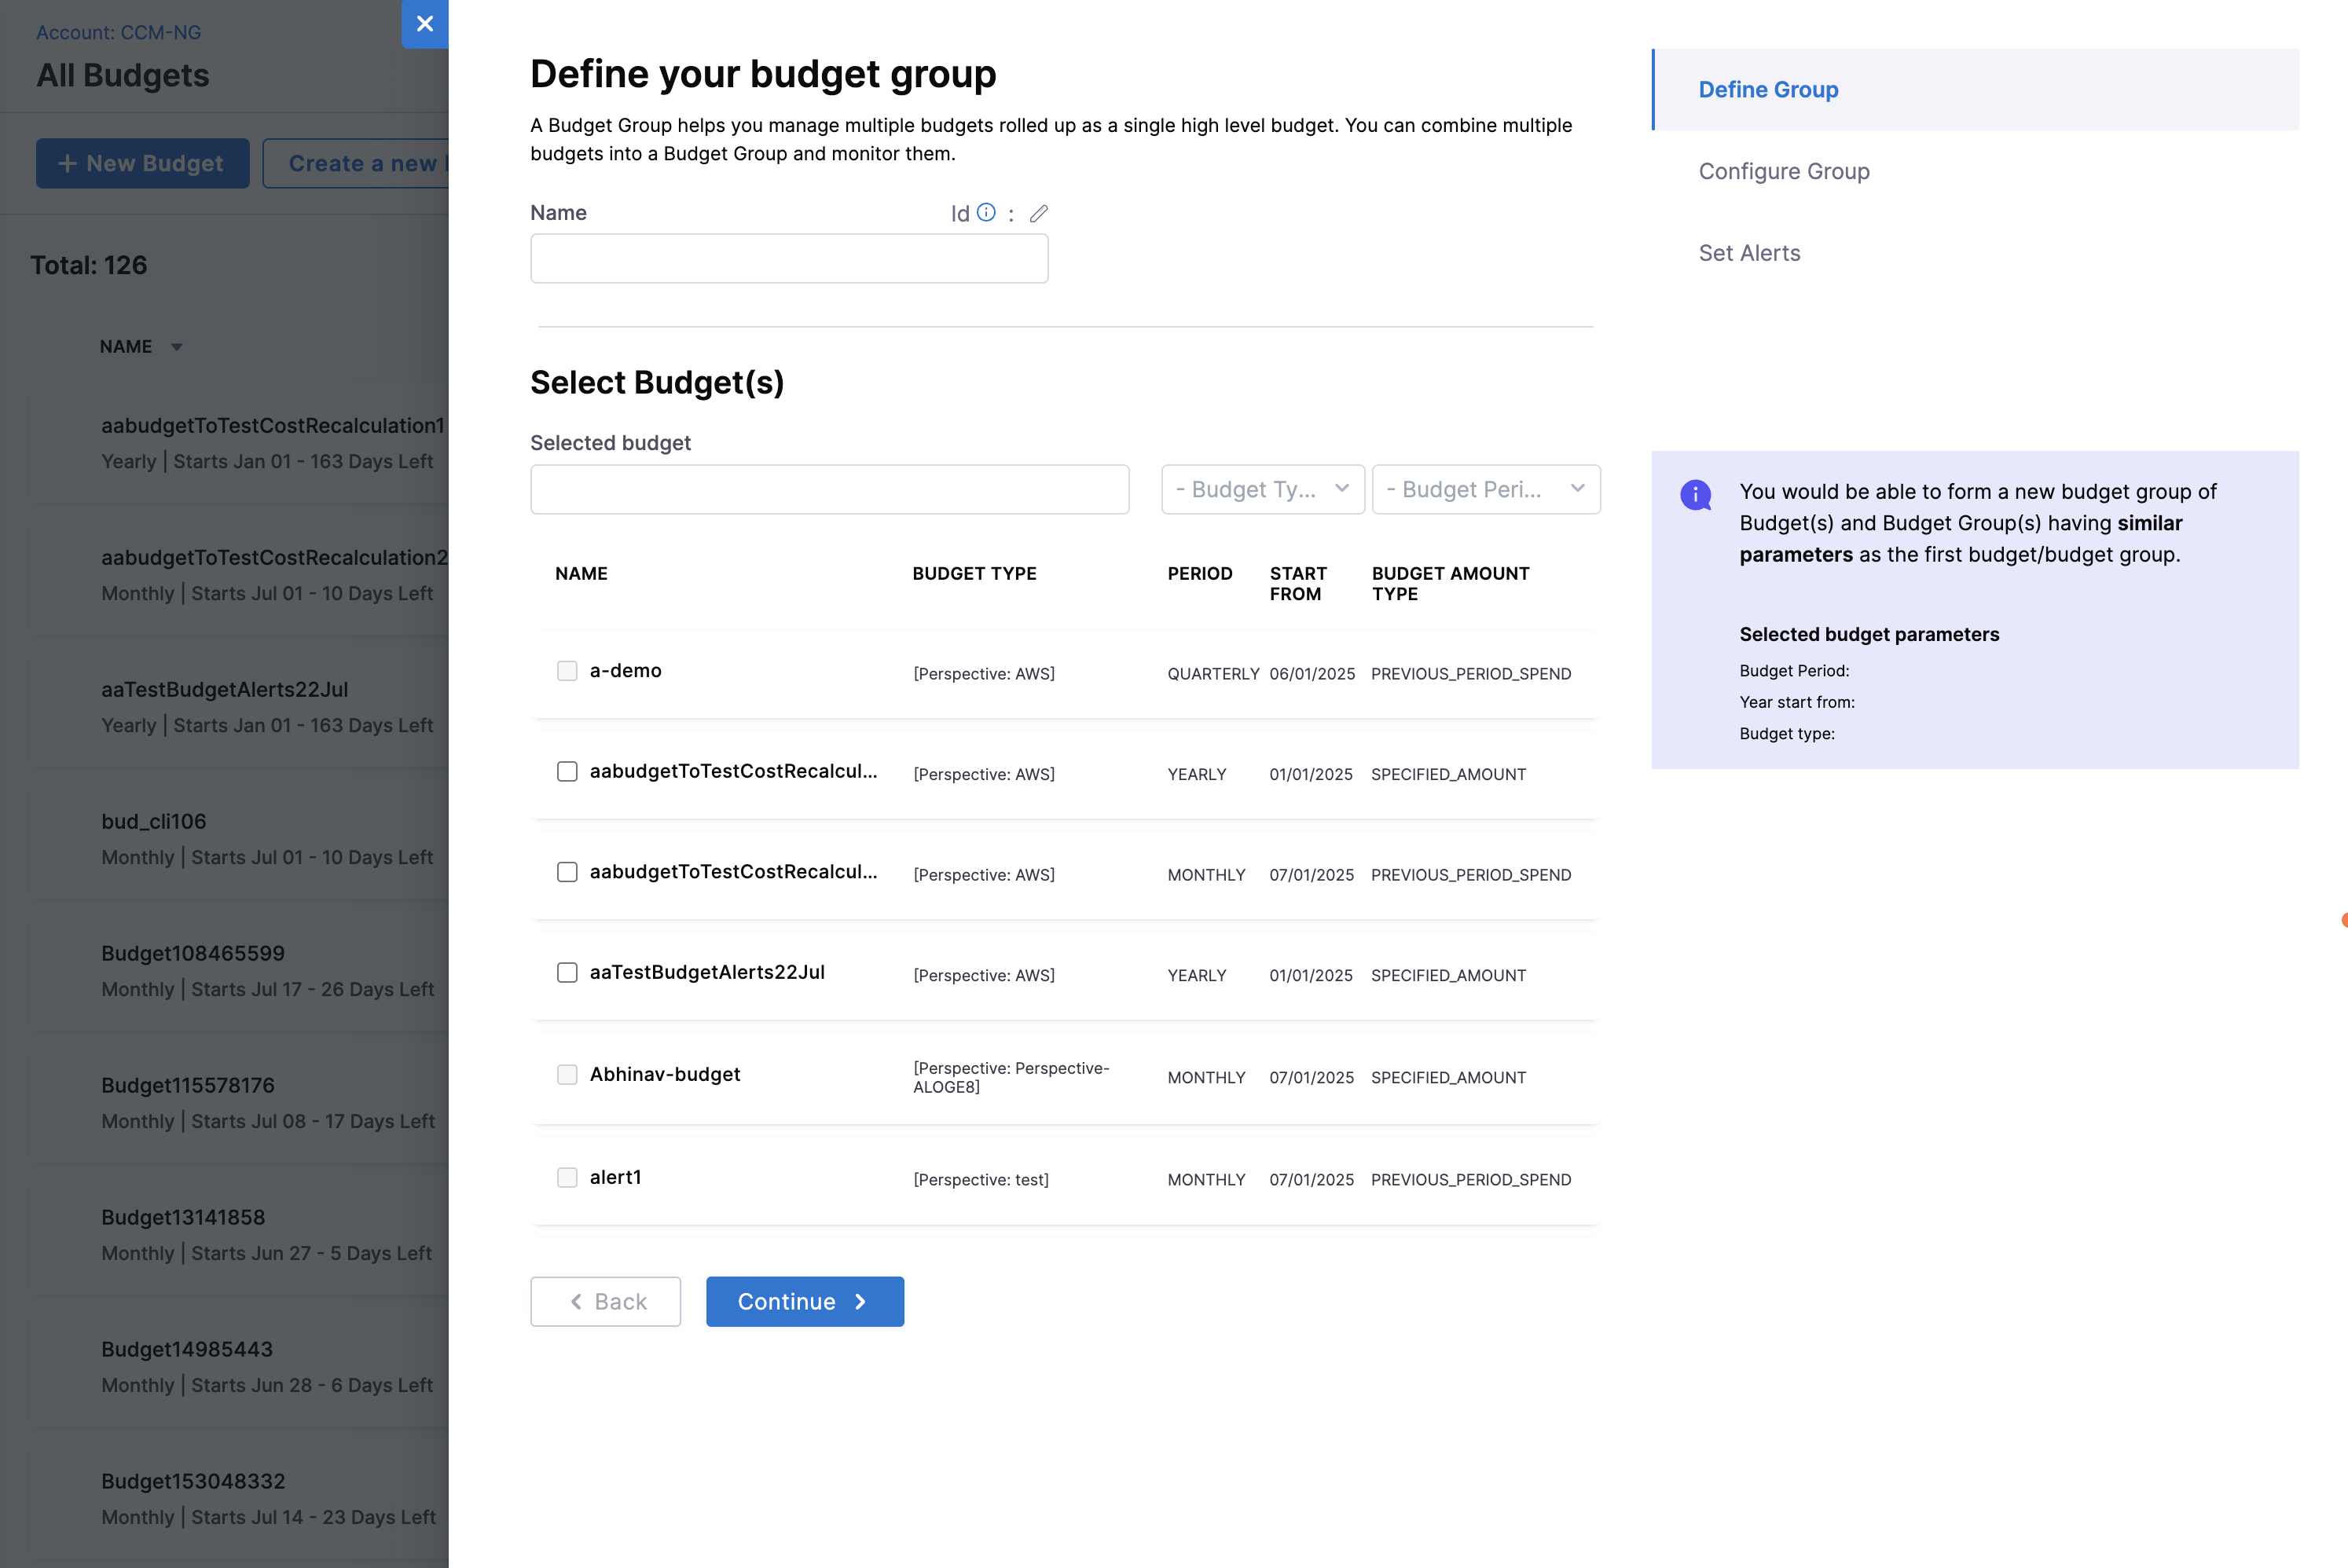 Account: CCM-NG
All Budgets
+ New Budget
Create a new
Total: 126
NAME
aabudgetToTestCostRecalculation1
Yearly | Starts Jan 01 - 163 Days Left
aabudgetToTestCostRecalculation2
Monthly | Starts Jul 01 - 10 Days Left
aaTestBudgetAlerts22Jul
Yearly | Starts Jan 01 - 163 Days Left
bud_cli106
Monthly | Starts Jul 01 - 10 Days Left
Budget108465599
Monthly | Starts Jul 17 - 26 Days Left
Budget115578176
Monthly | Starts Jul 08 - 17 Days Left
Budget13141858
Monthly | Starts Jun 27 - 5 Days Left
Budget14985443
Monthly | Starts Jun 28 - 6 Days Left
Budget153048332
Monthly | Starts Jul 14 - 23 Days Left
Define your budget group
A Budget Group helps you manage multiple budgets rolled up as a single high level budget. You can combine multiple
budgets into a Budget Group and monitor them.
Name
Id :
Select Budget(s)
Selected budget
- Budget Ty...
- Budget Peri...
NAME BUDGET TYPE PERIOD START FROM BUDGET AMOUNT TYPE
a-demo [Perspective: AWS] QUARTERLY 06/01/2025 PREVIOUS_PERIOD_SPEND
aabudgetToTestCostRecalcul... [Perspective: AWS] YEARLY 01/01/2025 SPECIFIED_AMOUNT
aabudgetToTestCostRecalcul... [Perspective: AWS] MONTHLY 07/01/2025 PREVIOUS_PERIOD_SPEND
aaTestBudgetAlerts22Jul [Perspective: AWS] YEARLY 01/01/2025 SPECIFIED_AMOUNT
Abhinav-budget [Perspective: Perspective-ALOGE8] MONTHLY 07/01/2025 SPECIFIED_AMOUNT
alert1 [Perspective: test] MONTHLY 07/01/2025 PREVIOUS_PERIOD_SPEND
Back
Continue
Define Group
Configure Group
Set Alerts
You would be able to form a new budget group of
Budget(s) and Budget Group(s) having similar
parameters as the first budget/budget group.
Selected budget parameters
Budget Period:
Year start from:
Budget type: